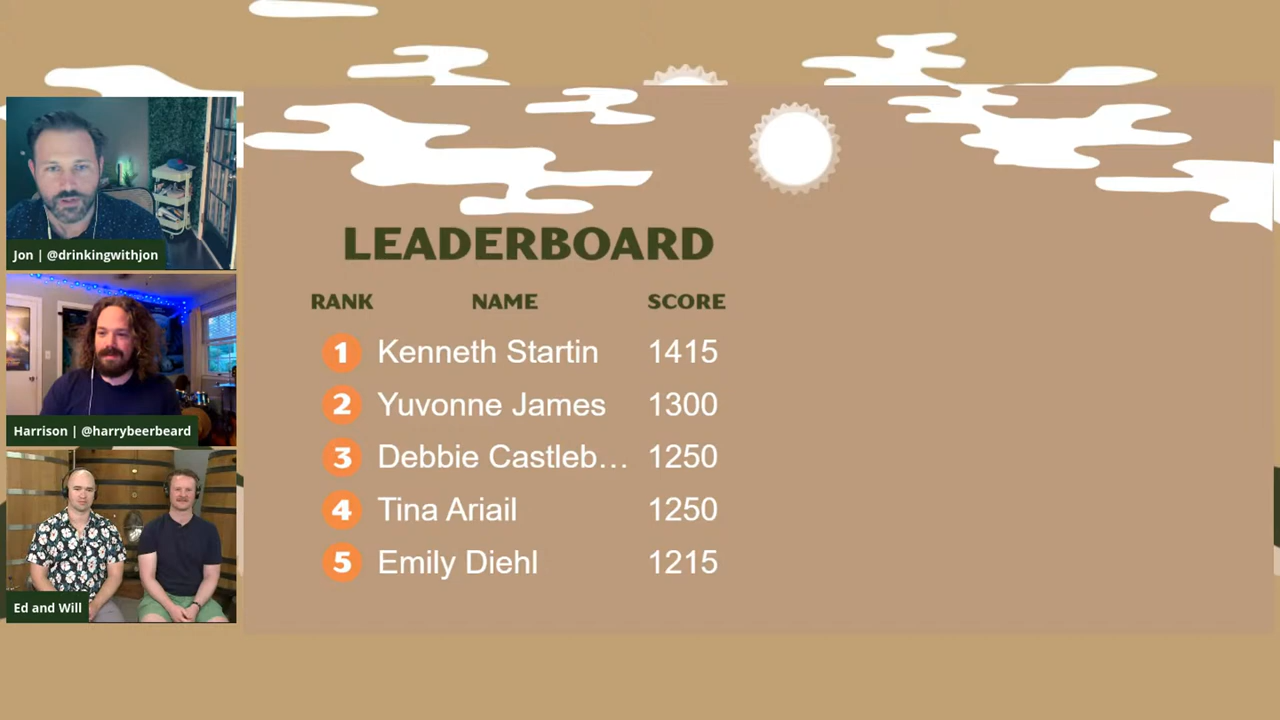 Jon | @drinkingwithjon
Harrison | @harrybeerbeard
Ed and Will
LEADERBOARD
RANK NAME SCORE
1 Kenneth Startin 1415
2 Yuvonne James 1300
3 Debbie Castleb... 1250
4 Tina Ariail 1250
5 Emily Diehl 1215